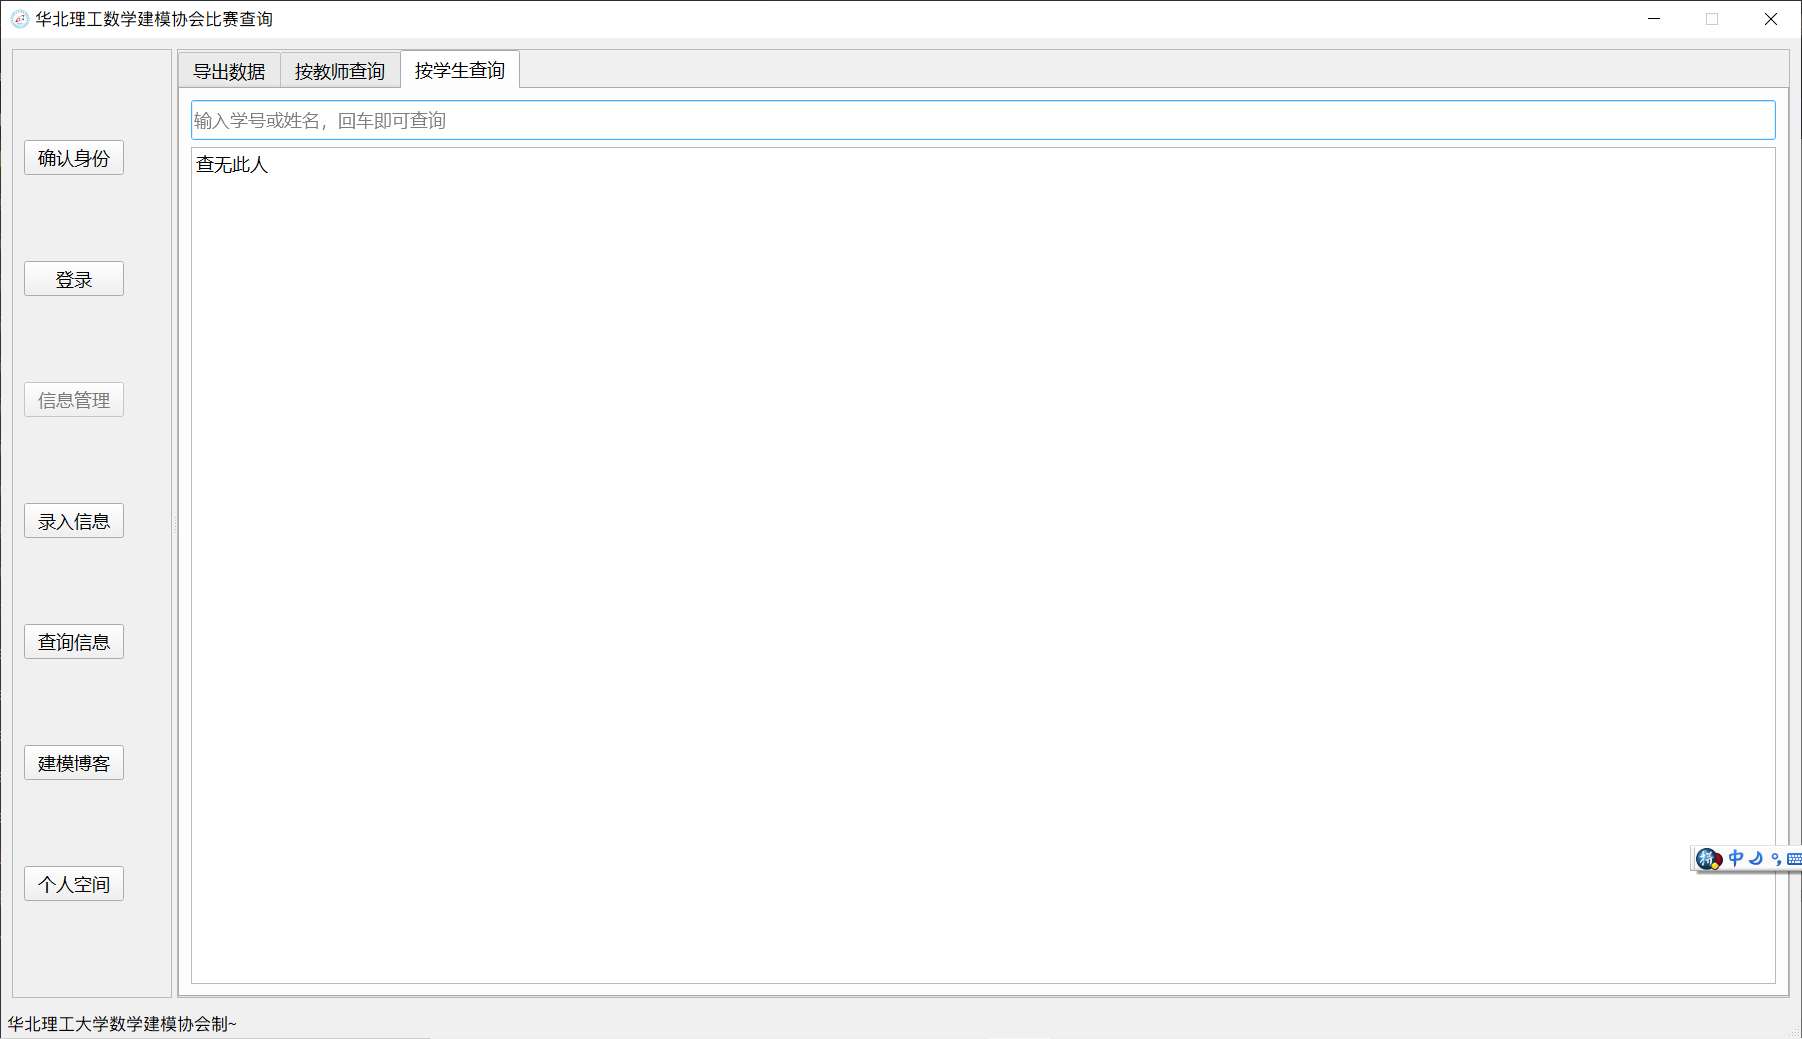 华北理工数学建模协会比赛查询
导出数据
按教师查询
按学生查询
输入学号或姓名，回车即可查询
查无此人
确认身份
登录
信息管理
录入信息
查询信息
建模博客
个人空间
拼 中
华北理工大学数学建模协会制~